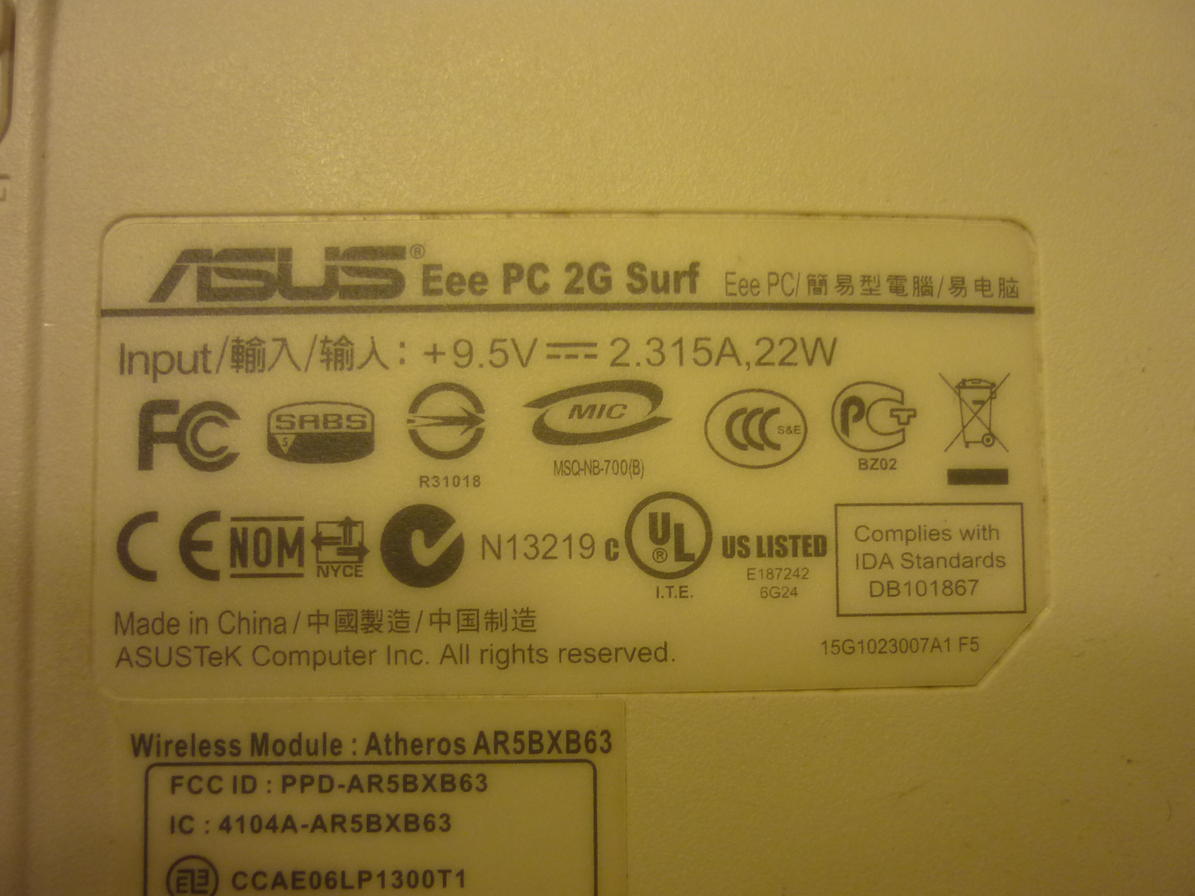 ASUS® Eee PC 2G Surf Eee PC/簡易型電腦/易电脑
Input/輸入/输入: +9.5V⎓2.315A,22W
FC SABS S MIC CCC S&E PCT
R31018 MSQ-NB-700(B) BZ02
CE NOM NYCE N13219 C UL® US LISTED
I.T.E. E187242
6G24
Complies with
IDA Standards
DB101867
Made in China/中國製造/中国制造
ASUSTeK Computer Inc. All rights reserved.
15G1023007A1 F5
Wireless Module : Atheros AR5BXB63
FCC ID : PPD-AR5BXB63
IC : 4104A-AR5BXB63
CCAE06LP1300T1